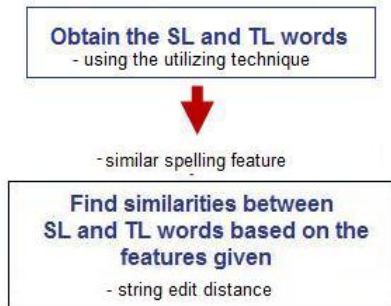 Obtain the SL and TL words
- using the utilizing technique
- similar spelling feature
-
Find similarities between
SL and TL words based on the
features given
- string edit distance